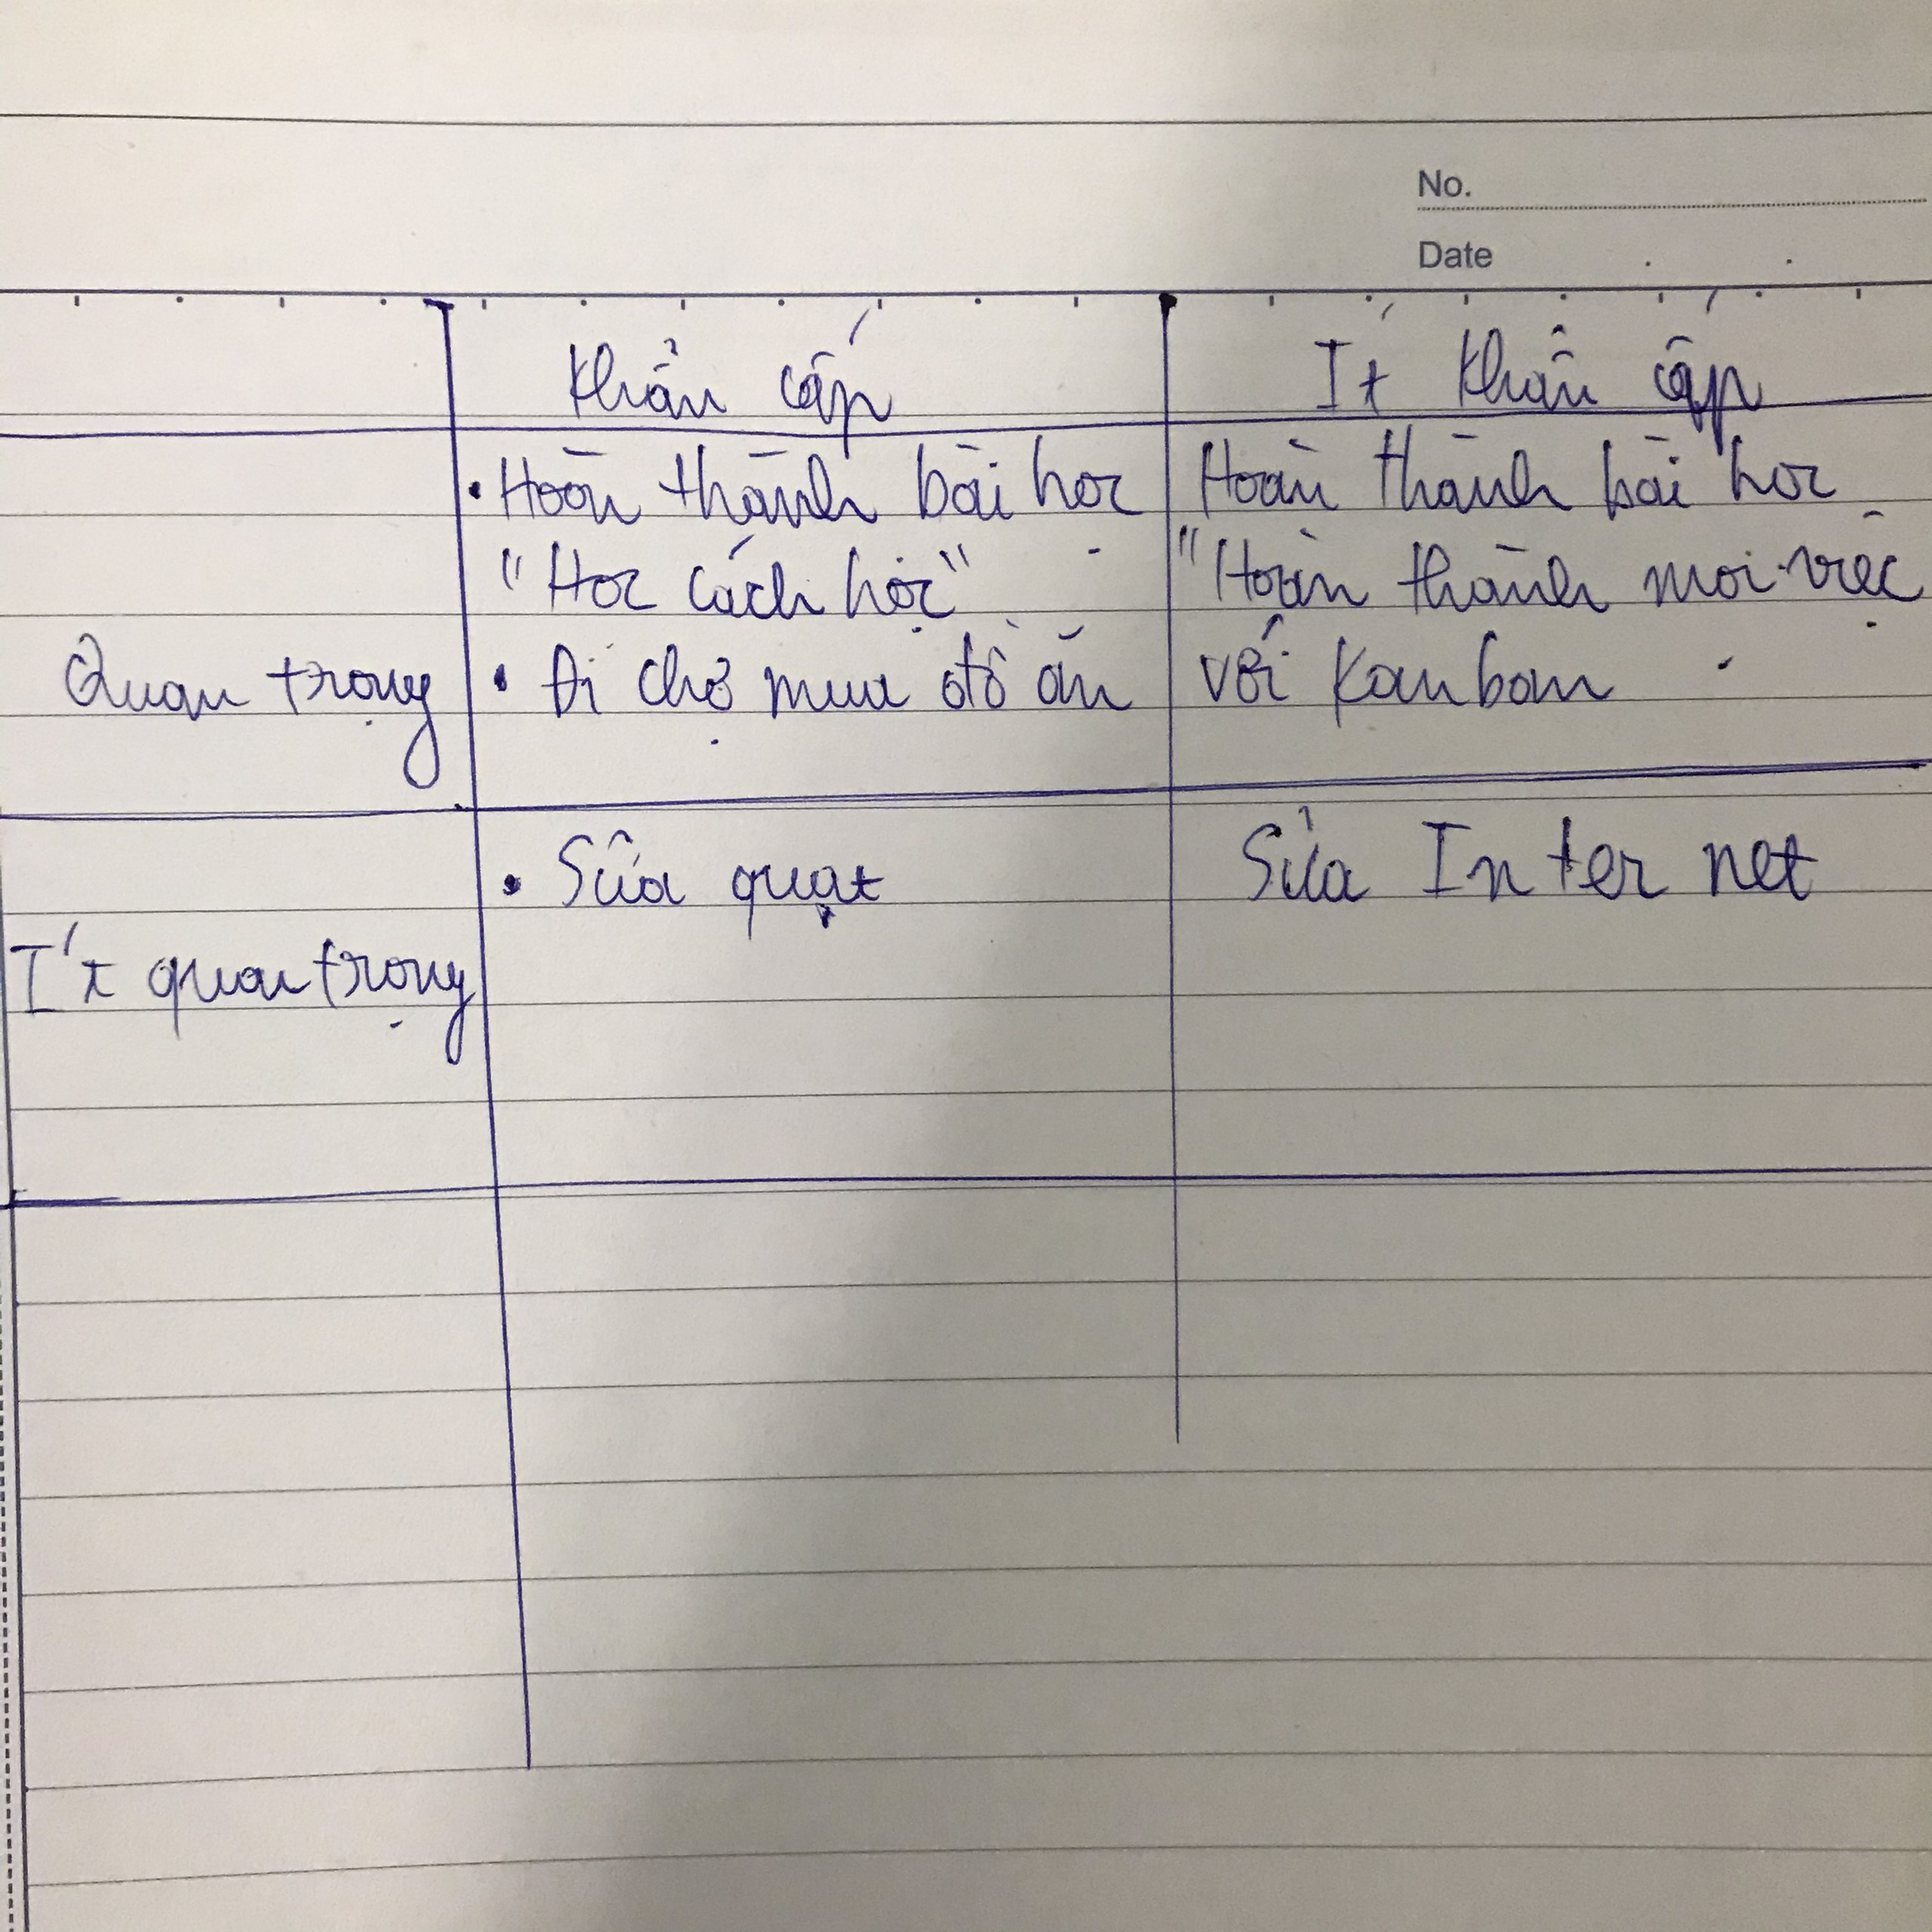 No.
Date
Khẩn cấp
Ít khẩn cấp
• Hoàn thành bài học
"Học cách học"
• Đi chợ mua đồ ăn
Hoàn thành bài học
"Hoàn thành mọi việc
với Kanban
Quan trọng
• Sửa quạt
Sửa Internet
Ít quan trọng